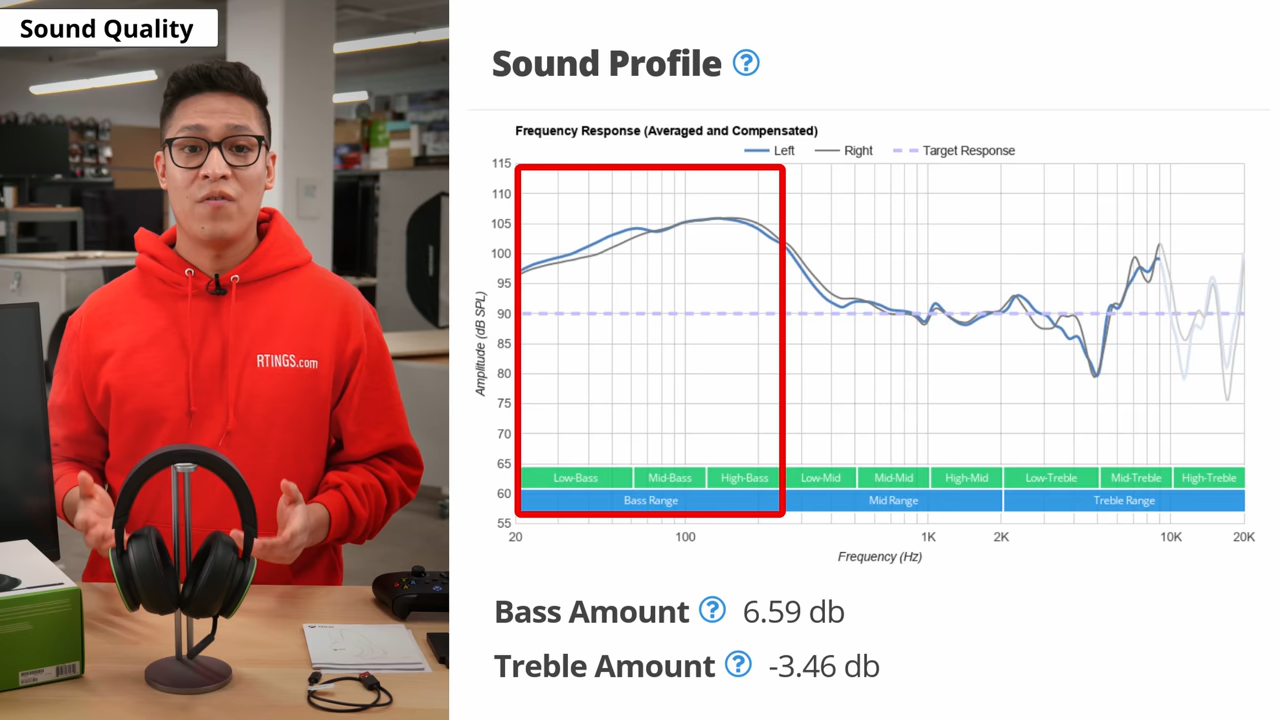 Sound Quality
RTINGS.com
Sound Profile ?
Frequency Response (Averaged and Compensated)
Left Right Target Response
115
110
105
100
95
90
85
80
75
70
65
60
55
Amplitude (dB SPL)
Low-Bass Mid-Bass High-Bass Low-Mid Mid-Mid High-Mid Low-Treble Mid-Treble High-Treble
Bass Range Mid Range Treble Range
20 100 1K 2K 10K 20K
Frequency (Hz)
Bass Amount ? 6.59 db
Treble Amount ? -3.46 db